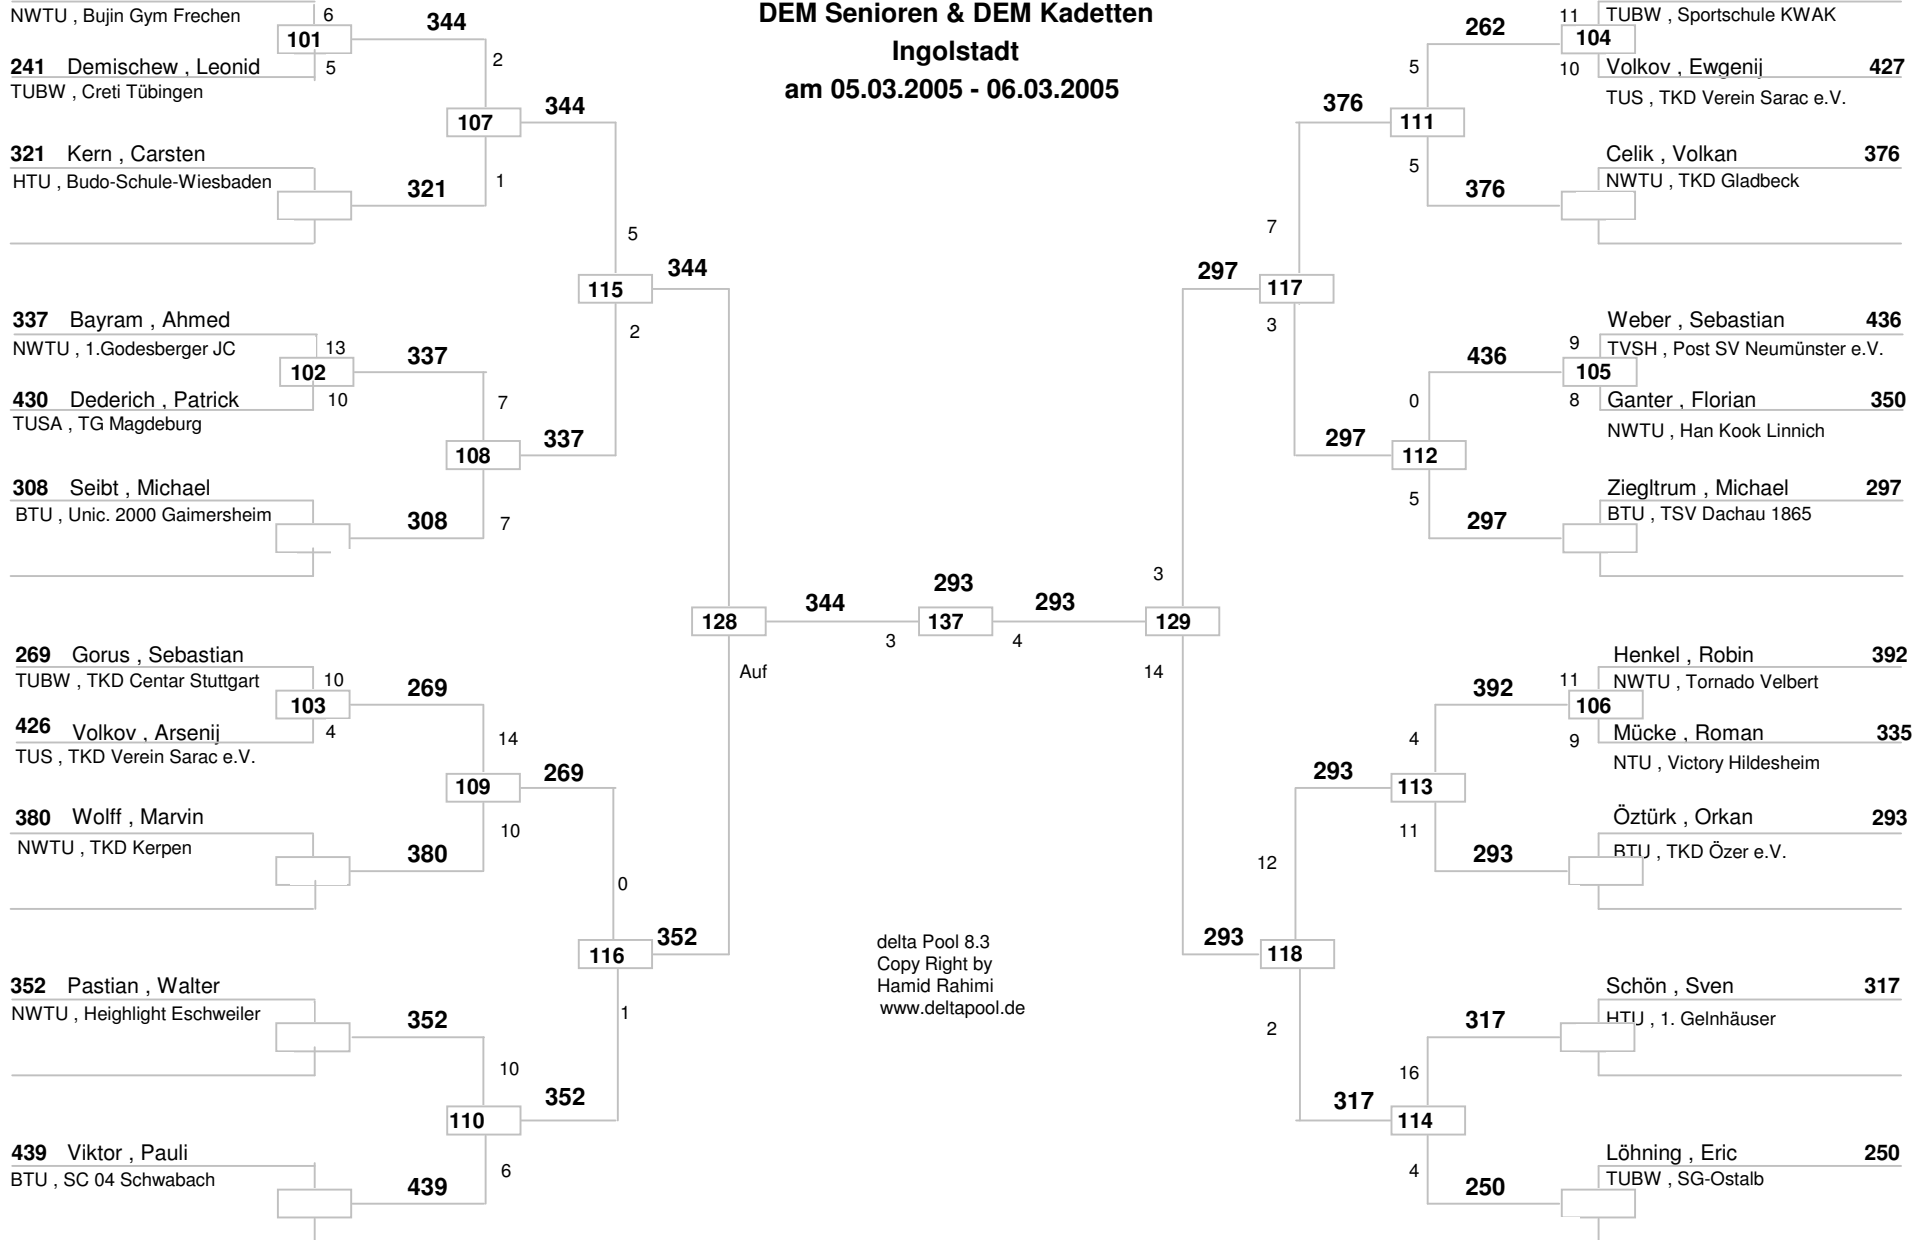 DEM Senioren & DEM Kadetten
Ingolstadt
am 05.03.2005 - 06.03.2005
NWTU , Bujin Gym Frechen
6
101
344
241 Demischew , Leonid
5
TUBW , Creti Tübingen
2
107
344
321 Kern , Carsten
HTU , Budo-Schule-Wiesbaden
321
1
5
115
344
2
337 Bayram , Ahmed
NWTU , 1.Godesberger JC
13
102
337
430 Dederich , Patrick
10
TUSA , TG Magdeburg
7
108
337
308 Seibt , Michael
BTU , Unic. 2000 Gaimersheim
308
7
128
344
3
Auf
269 Gorus , Sebastian
TUBW , TKD Centar Stuttgart
10
103
269
426 Volkov , Arsenij
4
TUS , TKD Verein Sarac e.V.
14
109
269
380 Wolff , Marvin
NWTU , TKD Kerpen
380
10
0
116
352
1
352 Pastian , Walter
NWTU , Heighlight Eschweiler
352
10
110
352
439 Viktor , Pauli
BTU , SC 04 Schwabach
439
6
293
137
293
4
129
3
14
delta Pool 8.3
Copy Right by
Hamid Rahimi
www.deltapool.de
TUBW , Sportschule KWAK
11
104
262
10
Volkov , Ewgenij 427
TUS , TKD Verein Sarac e.V.
5
111
376
5
Celik , Volkan 376
NWTU , TKD Gladbeck
376
7
117
297
3
Weber , Sebastian 436
TVSH , Post SV Neumünster e.V.
9
105
436
8
Ganter , Florian 350
NWTU , Han Kook Linnich
0
112
297
5
Ziegltrum , Michael 297
BTU , TSV Dachau 1865
297
Henkel , Robin 392
NWTU , Tornado Velbert
11
106
392
9
Mücke , Roman 335
NTU , Victory Hildesheim
4
113
293
11
Öztürk , Orkan 293
BTU , TKD Özer e.V.
293
12
118
293
2
Schön , Sven 317
HTU , 1. Gelnhäuser
317
16
114
317
4
Löhning , Eric 250
TUBW , SG-Ostalb
250